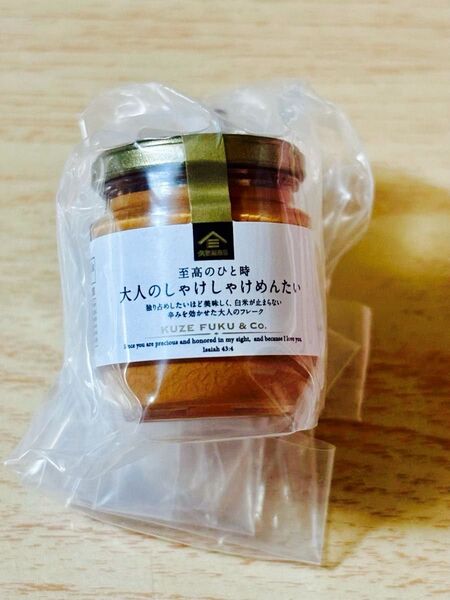 久世福商店
至高のひと時
大人のしゃけしゃけめんたい
独り占めしたいほど美味しく、白米が止まらない
辛みを効かせた大人のフレーク
KUZE FUKU & Co.
Since you are precious and honored in my sight, and because I love you.
Isaiah 43:4